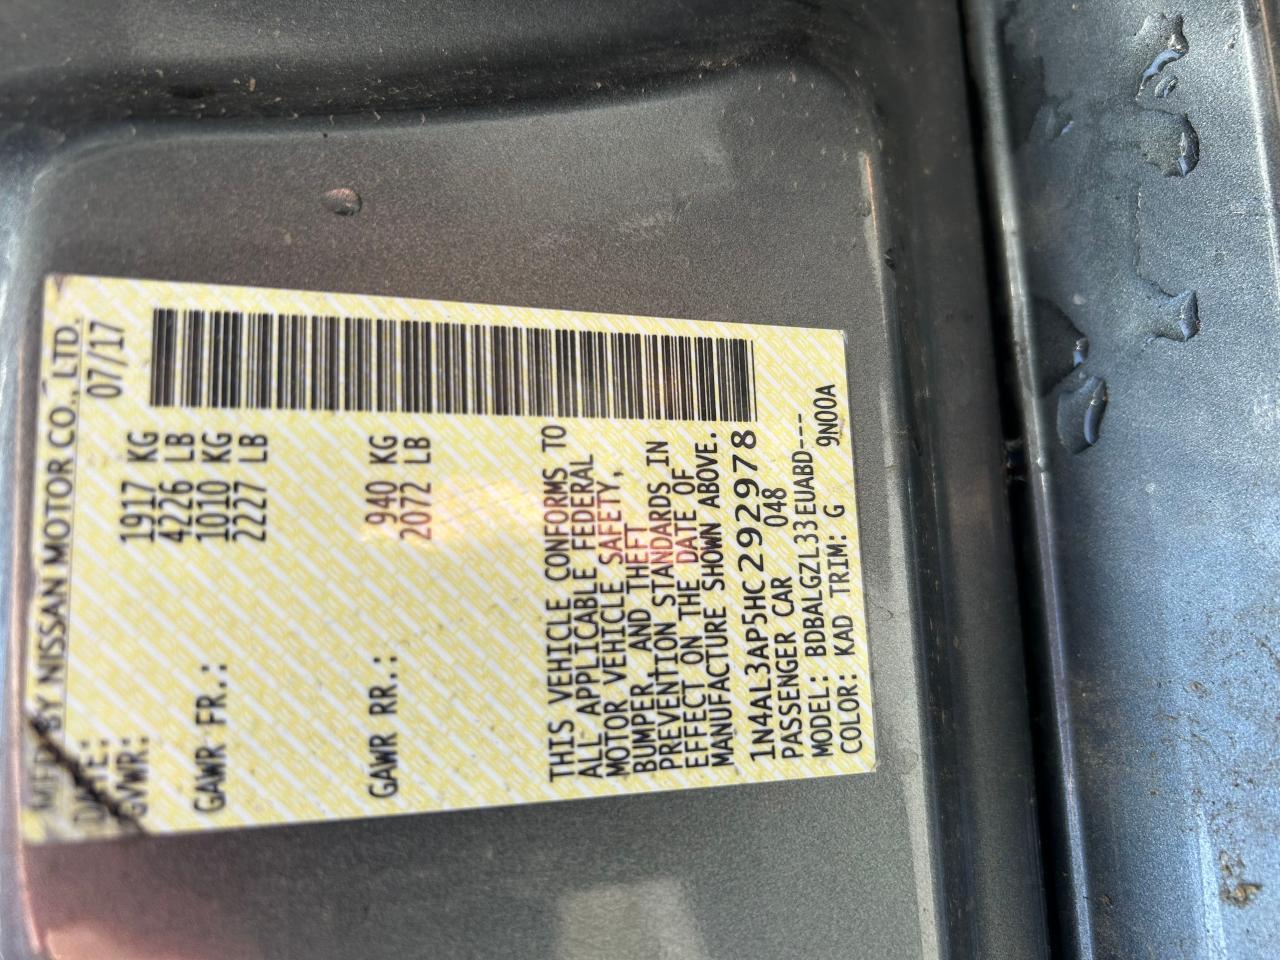 MFD BY NISSAN MOTOR CO., LTD.
DATE: 07/17
GVWR: 1917 KG
4226 LB
GAWR FR.: 1010 KG
2227 LB
GAWR RR.: 940 KG
2072 LB
THIS VEHICLE CONFORMS TO
ALL APPLICABLE FEDERAL
MOTOR VEHICLE SAFETY,
BUMPER, AND THEFT
PREVENTION STANDARDS IN
EFFECT ON THE DATE OF
MANUFACTURE SHOWN ABOVE.
1N4AL3AP5HC292978
PASSENGER CAR 048
MODEL: BDBALGZL33EUABD---
COLOR: KAD TRIM: G 9N00A